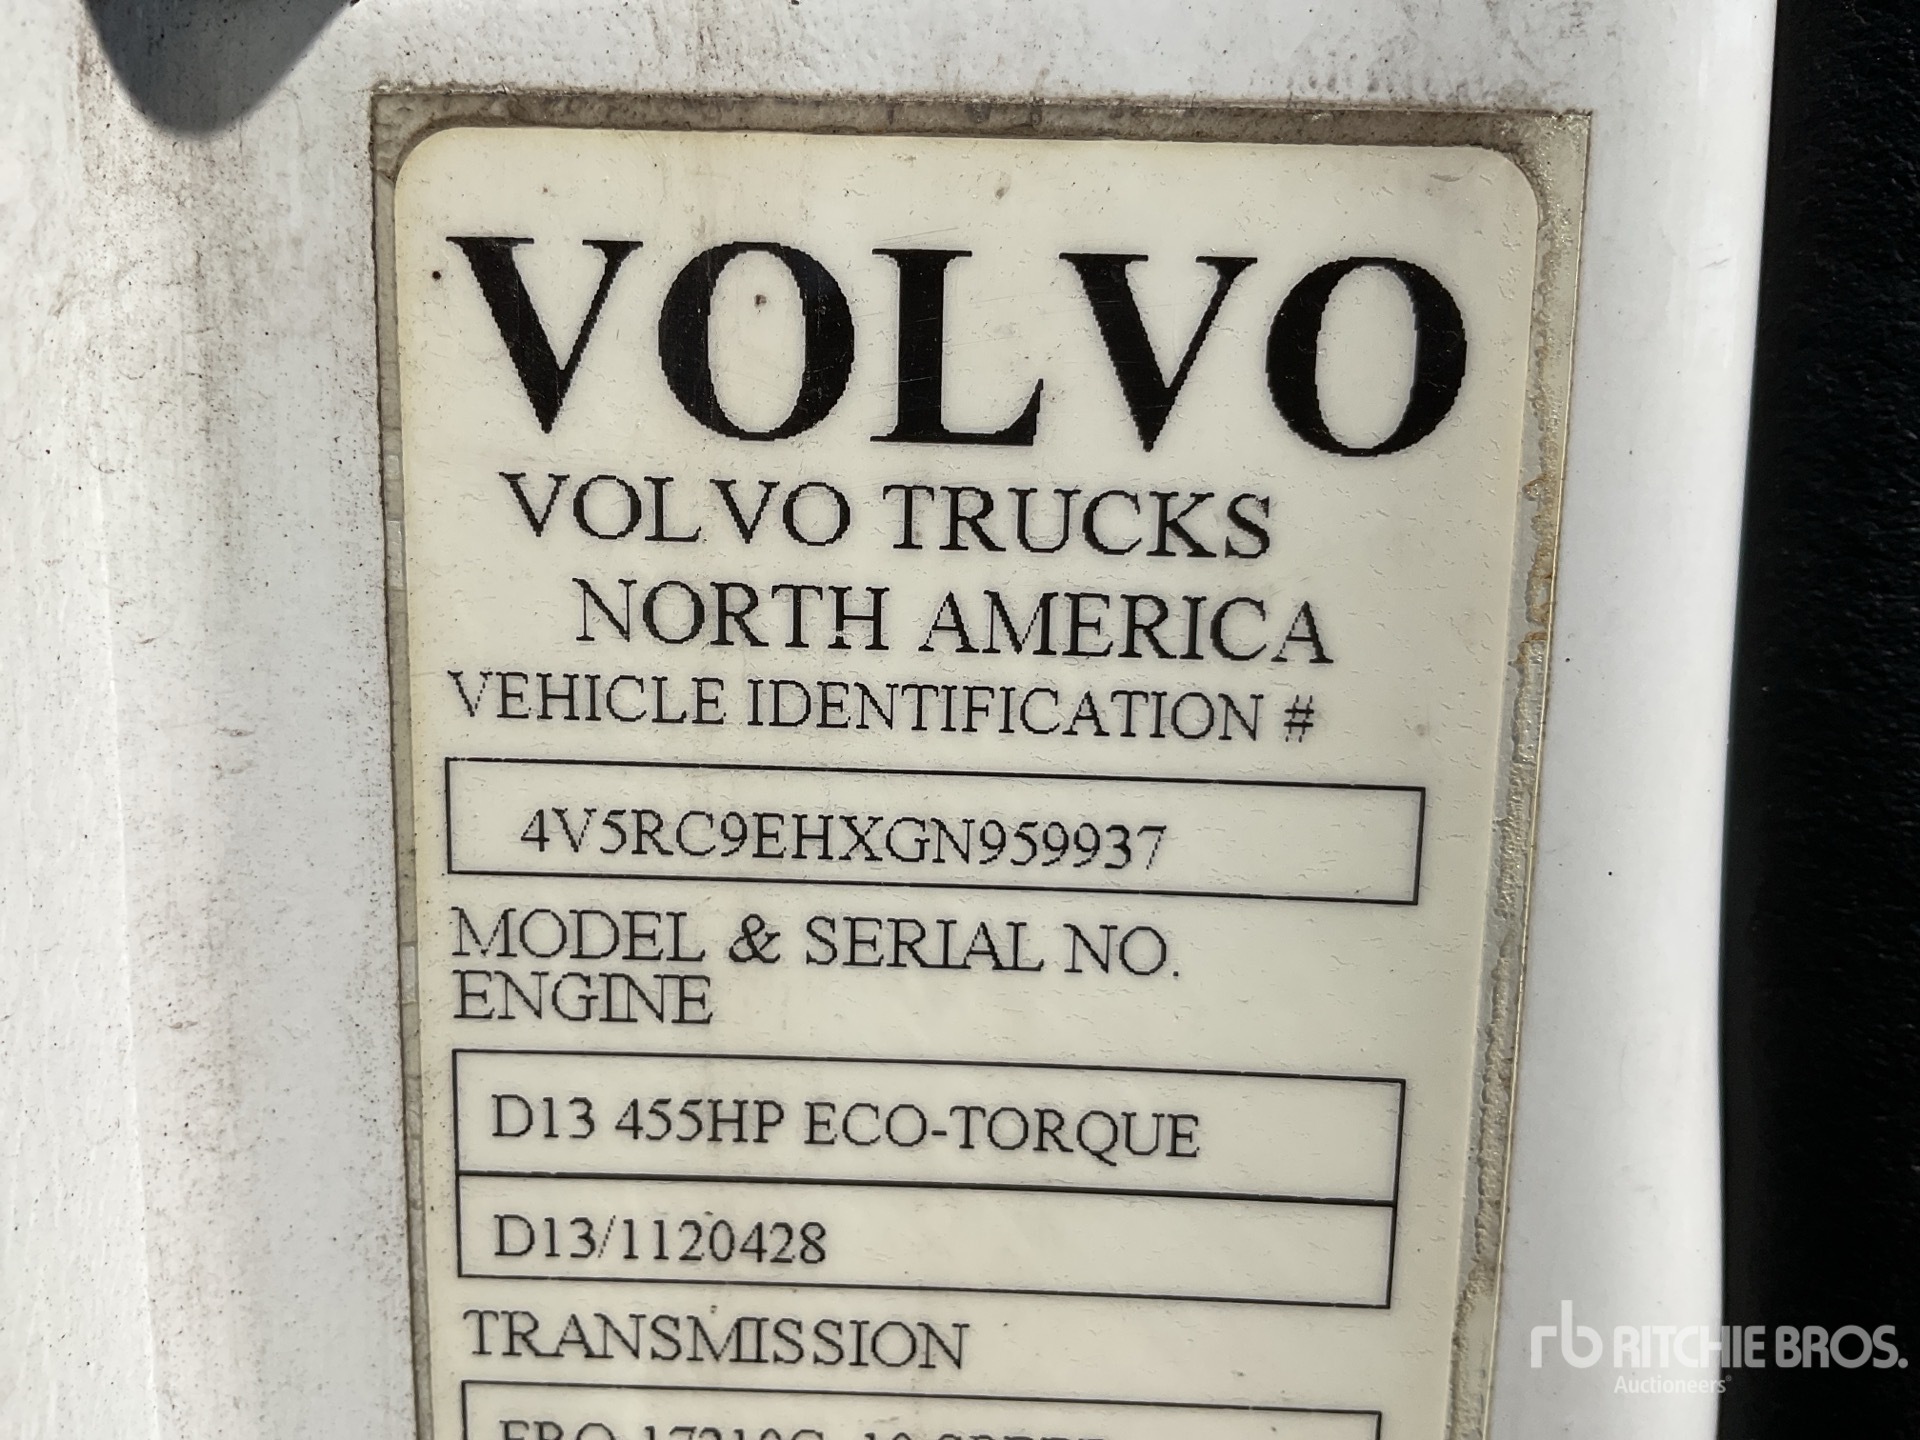 VOLVO
VOLVO TRUCKS
NORTH AMERICA
VEHICLE IDENTIFICATION #
4V5RC9EHXGN959937
MODEL & SERIAL NO.
ENGINE
D13 455HP ECO-TORQUE
D13/1120428
TRANSMISSION
rb RITCHIE BROS.
Auctioneers